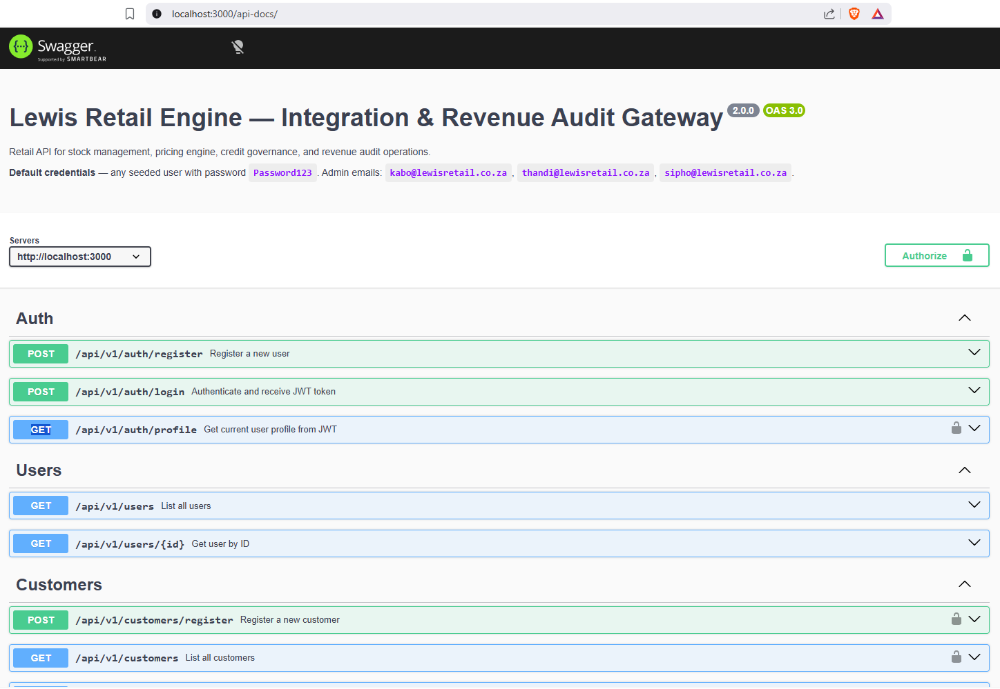 localhost:3000/api-docs/
{···} Swagger.
Supported by SMARTBEAR
Lewis Retail Engine — Integration & Revenue Audit Gateway 2.0.0 OAS 3.0
Retail API for stock management, pricing engine, credit governance, and revenue audit operations.
Default credentials — any seeded user with password Password123 . Admin emails: kabo@lewisretail.co.za , thandi@lewisretail.co.za , sipho@lewisretail.co.za .
Servers
http://localhost:3000
Authorize
Auth
POST /api/v1/auth/register Register a new user
POST /api/v1/auth/login Authenticate and receive JWT token
GET /api/v1/auth/profile Get current user profile from JWT
Users
GET /api/v1/users List all users
GET /api/v1/users/{id} Get user by ID
Customers
POST /api/v1/customers/register Register a new customer
GET /api/v1/customers List all customers